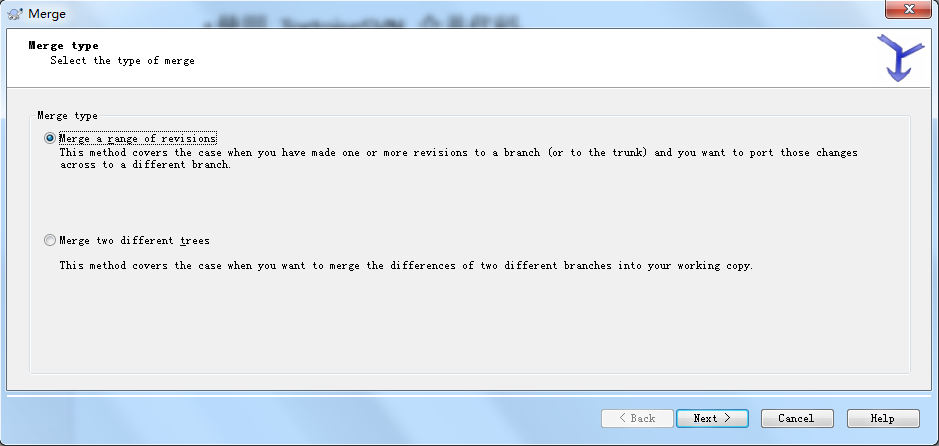 Merge
Merge type
Select the type of merge
Merge type
Merge a range of revisions
This method covers the case when you have made one or more revisions to a branch (or to the trunk) and you want to port those changes
across to a different branch.
Merge two different trees
This method covers the case when you want to merge the differences of two different branches into your working copy.
< Back
Next >
Cancel
Help